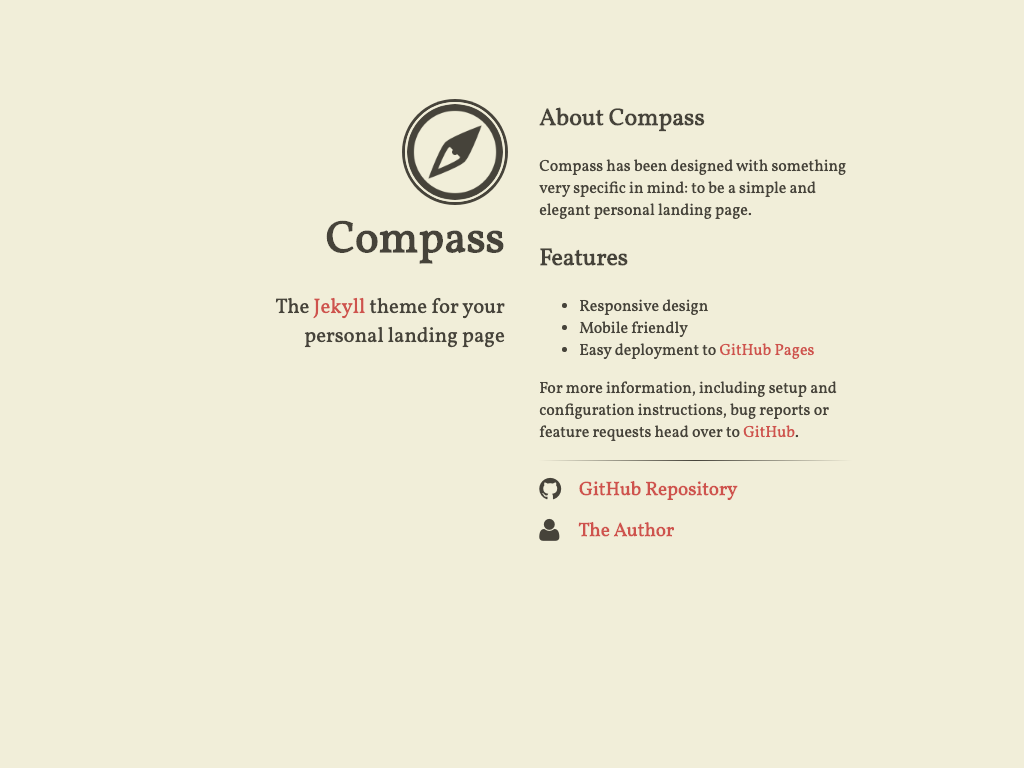 Compass
The Jekyll theme for your
personal landing page
About Compass
Compass has been designed with something
very specific in mind: to be a simple and
elegant personal landing page.
Features
• Responsive design
• Mobile friendly
• Easy deployment to GitHub Pages
For more information, including setup and
configuration instructions, bug reports or
feature requests head over to GitHub.
GitHub Repository
The Author